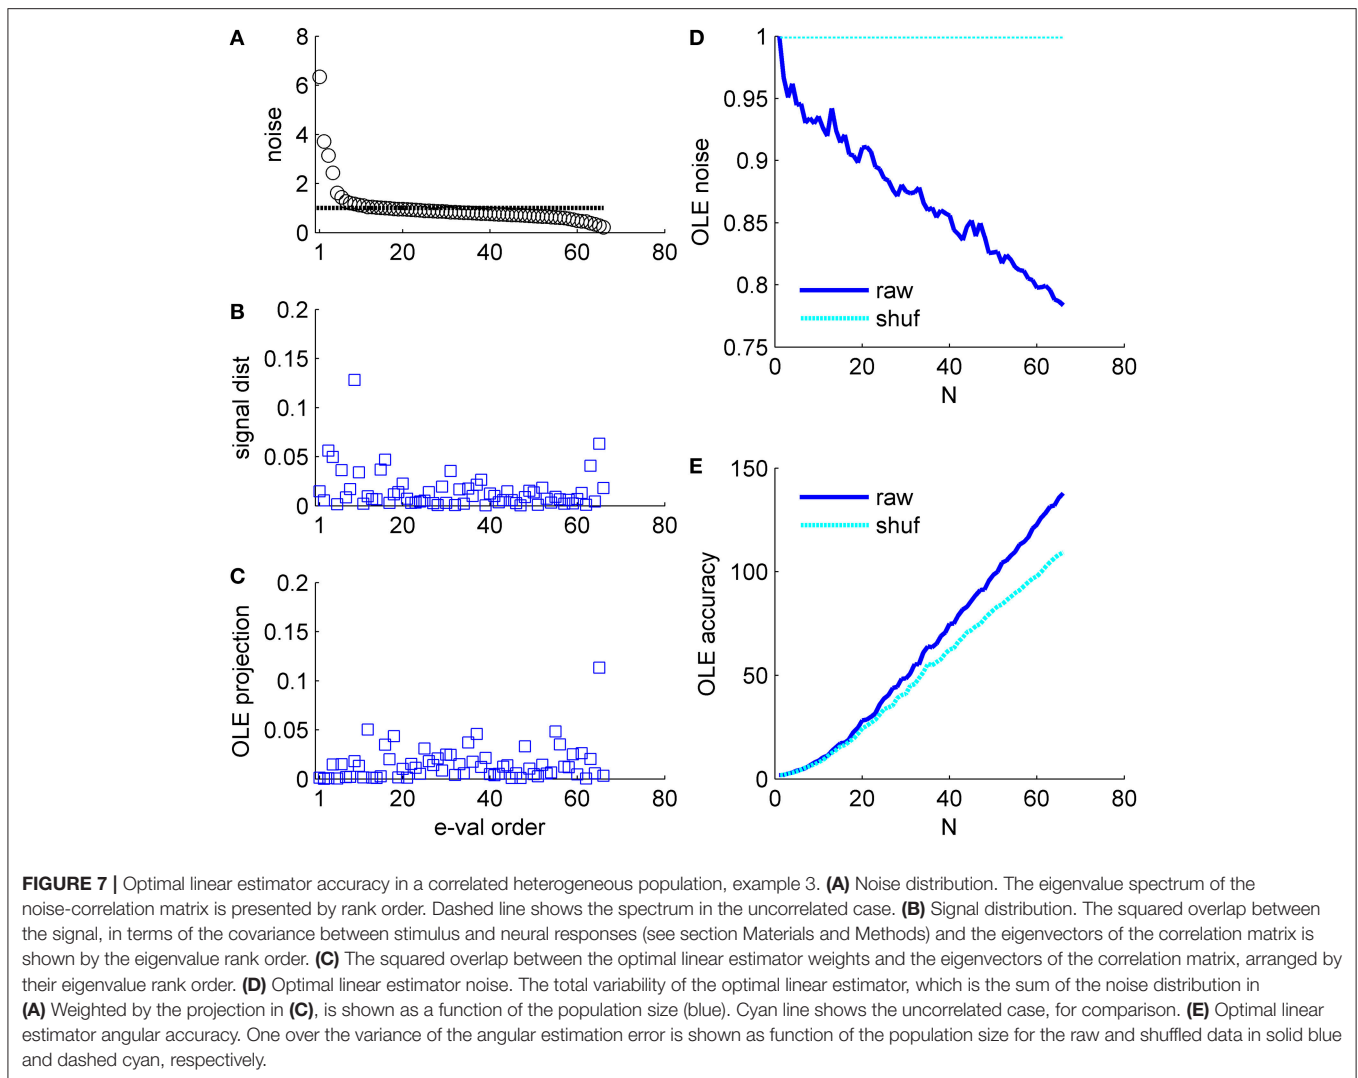 A
8
6
4
2
0
noise
1
20
40
60
80
B
0.2
0.15
0.1
0.05
0
signal dist
1
20
40
60
80
C
0.2
0.15
0.1
0.05
0
OLE projection
1
20
40
60
80
e-val order
D
1
0.95
0.9
0.85
0.8
0.75
OLE noise
raw
shuf
0
20
40
60
80
N
E
150
100
50
0
OLE accuracy
raw
shuf
0
20
40
60
80
N
FIGURE 7 | Optimal linear estimator accuracy in a correlated heterogeneous population, example 3. (A) Noise distribution. The eigenvalue spectrum of the
noise-correlation matrix is presented by rank order. Dashed line shows the spectrum in the uncorrelated case. (B) Signal distribution. The squared overlap between
the signal, in terms of the covariance between stimulus and neural responses (see section Materials and Methods) and the eigenvectors of the correlation matrix is
shown by the eigenvalue rank order. (C) The squared overlap between the optimal linear estimator weights and the eigenvectors of the correlation matrix, arranged by
their eigenvalue rank order. (D) Optimal linear estimator noise. The total variability of the optimal linear estimator, which is the sum of the noise distribution in
(A) Weighted by the projection in (C), is shown as a function of the population size (blue). Cyan line shows the uncorrelated case, for comparison. (E) Optimal linear
estimator angular accuracy. One over the variance of the angular estimation error is shown as function of the population size for the raw and shuffled data in solid blue
and dashed cyan, respectively.